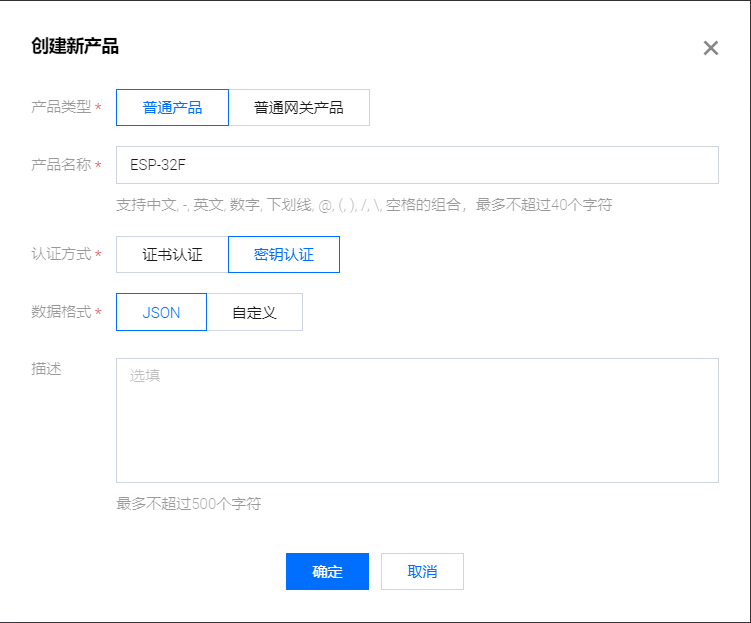 创建新产品
产品类型 * 普通产品 普通网关产品
产品名称 * ESP-32F
支持中文, -, 英文, 数字, 下划线, @, (, ), /, \, 空格的组合，最多不超过40个字符
认证方式 * 证书认证 密钥认证
数据格式 * JSON 自定义
描述 选填
最多不超过500个字符
确定 取消